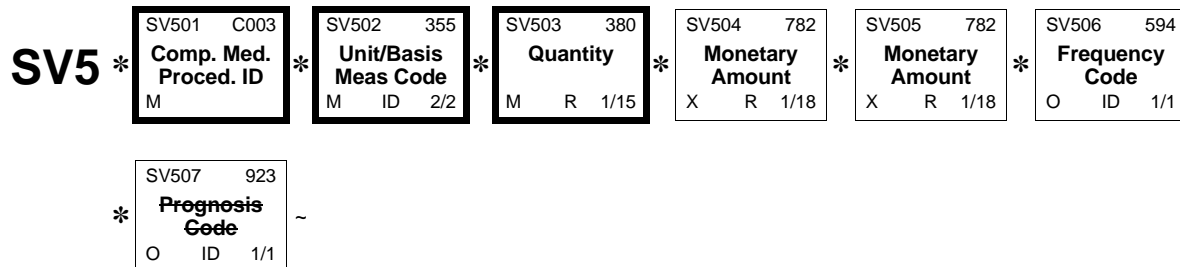 SV501 C003 SV502 355 SV503 380 SV504 782 SV505 782 SV506 594
SV5 * Comp. Med. Proced. ID * Unit/Basis Meas Code * Quantity * Monetary Amount * Monetary Amount * Frequency Code
M M ID 2/2 M R 1/15 X R 1/18 X R 1/18 O ID 1/1
SV507 923
* Prognosis
Code ~
O ID 1/1